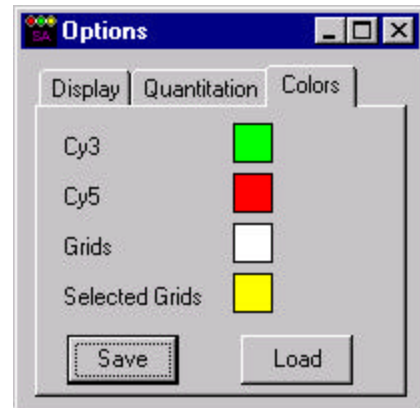 SA Options
Display Quantitation Colors
Cy3
Cy5
Grids
Selected Grids
Save Load